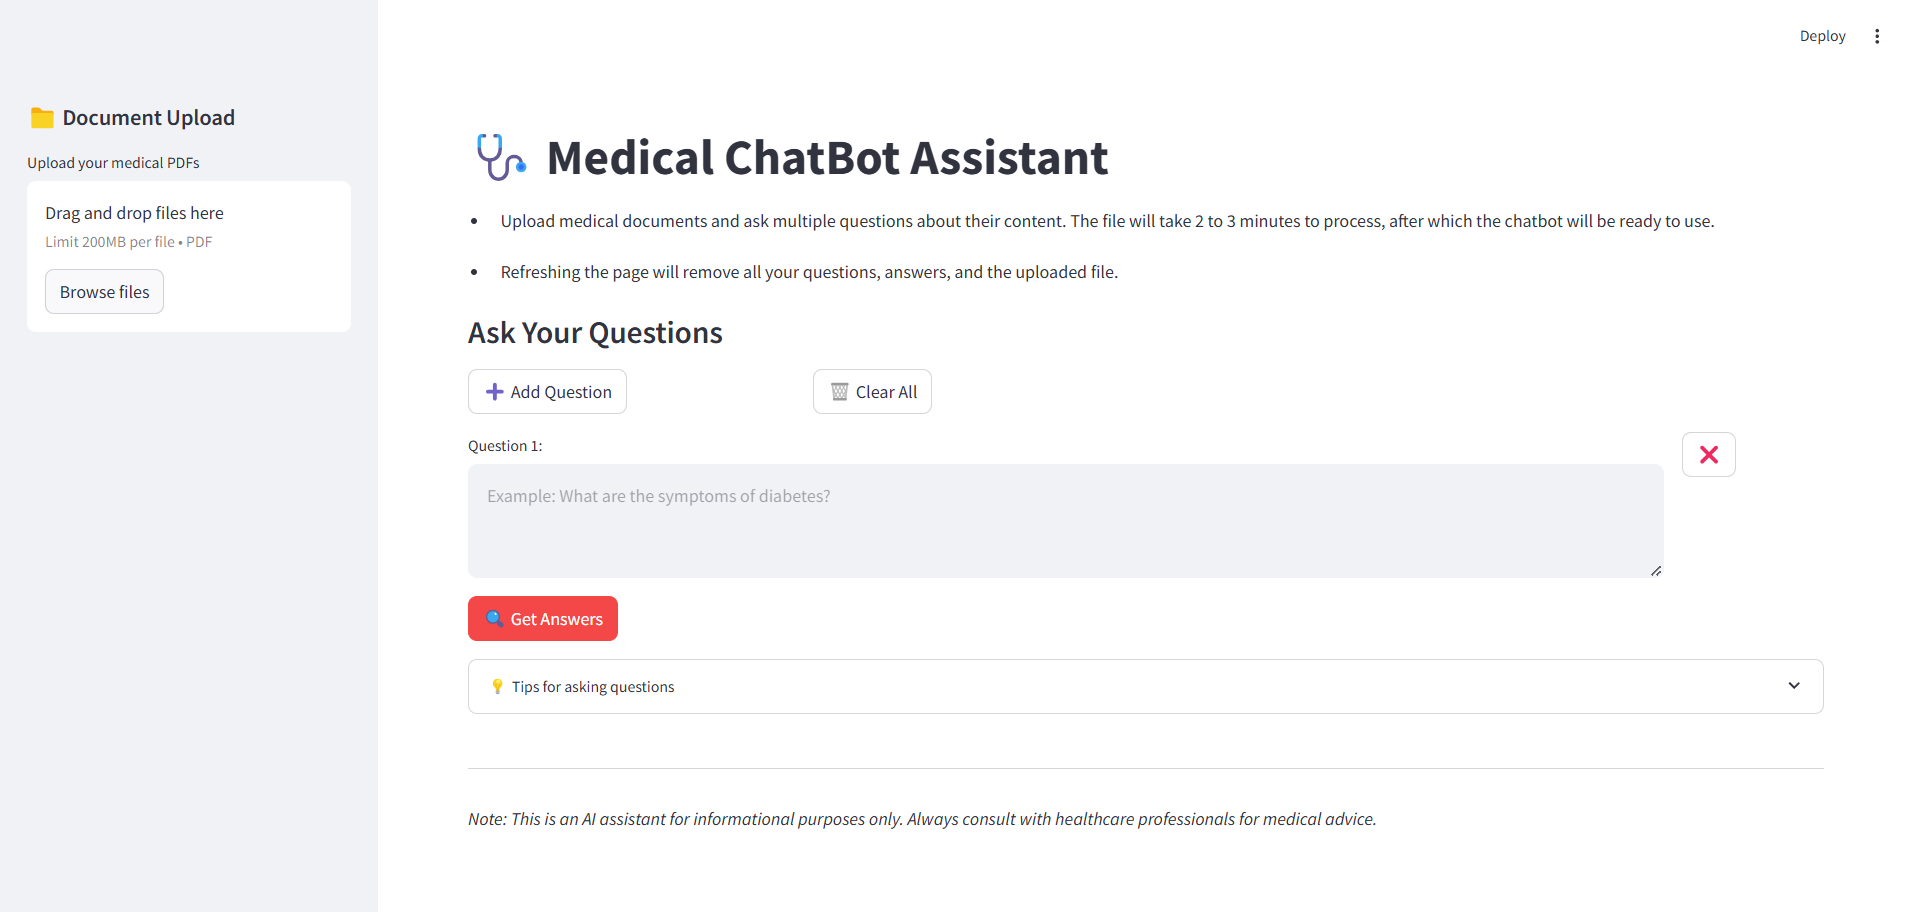 Deploy
Document Upload
Upload your medical PDFs
Drag and drop files here
Limit 200MB per file • PDF
Browse files
Medical ChatBot Assistant
• Upload medical documents and ask multiple questions about their content. The file will take 2 to 3 minutes to process, after which the chatbot will be ready to use.
• Refreshing the page will remove all your questions, answers, and the uploaded file.
Ask Your Questions
Add Question
Clear All
Question 1:
Example: What are the symptoms of diabetes?
Get Answers
Tips for asking questions
Note: This is an AI assistant for informational purposes only. Always consult with healthcare professionals for medical advice.